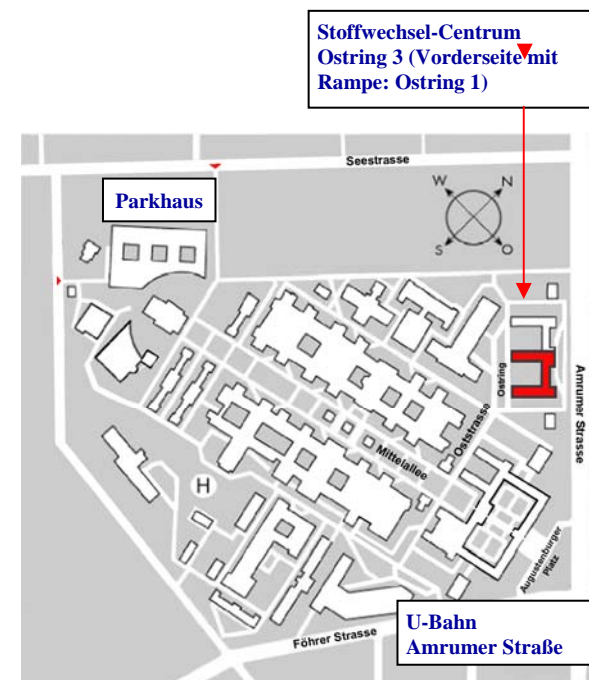 Stoffwechsel-Centrum
Ostring 3 (Vorderseite mit
Rampe: Ostring 1)
Seestrasse
Parkhaus
W
N
S
O
Ostring
Amrumer Strasse
Oststrasse
Mittelallee
H
Augustenburger
Platz
Föhrer Strasse
U-Bahn
Amrumer Straße